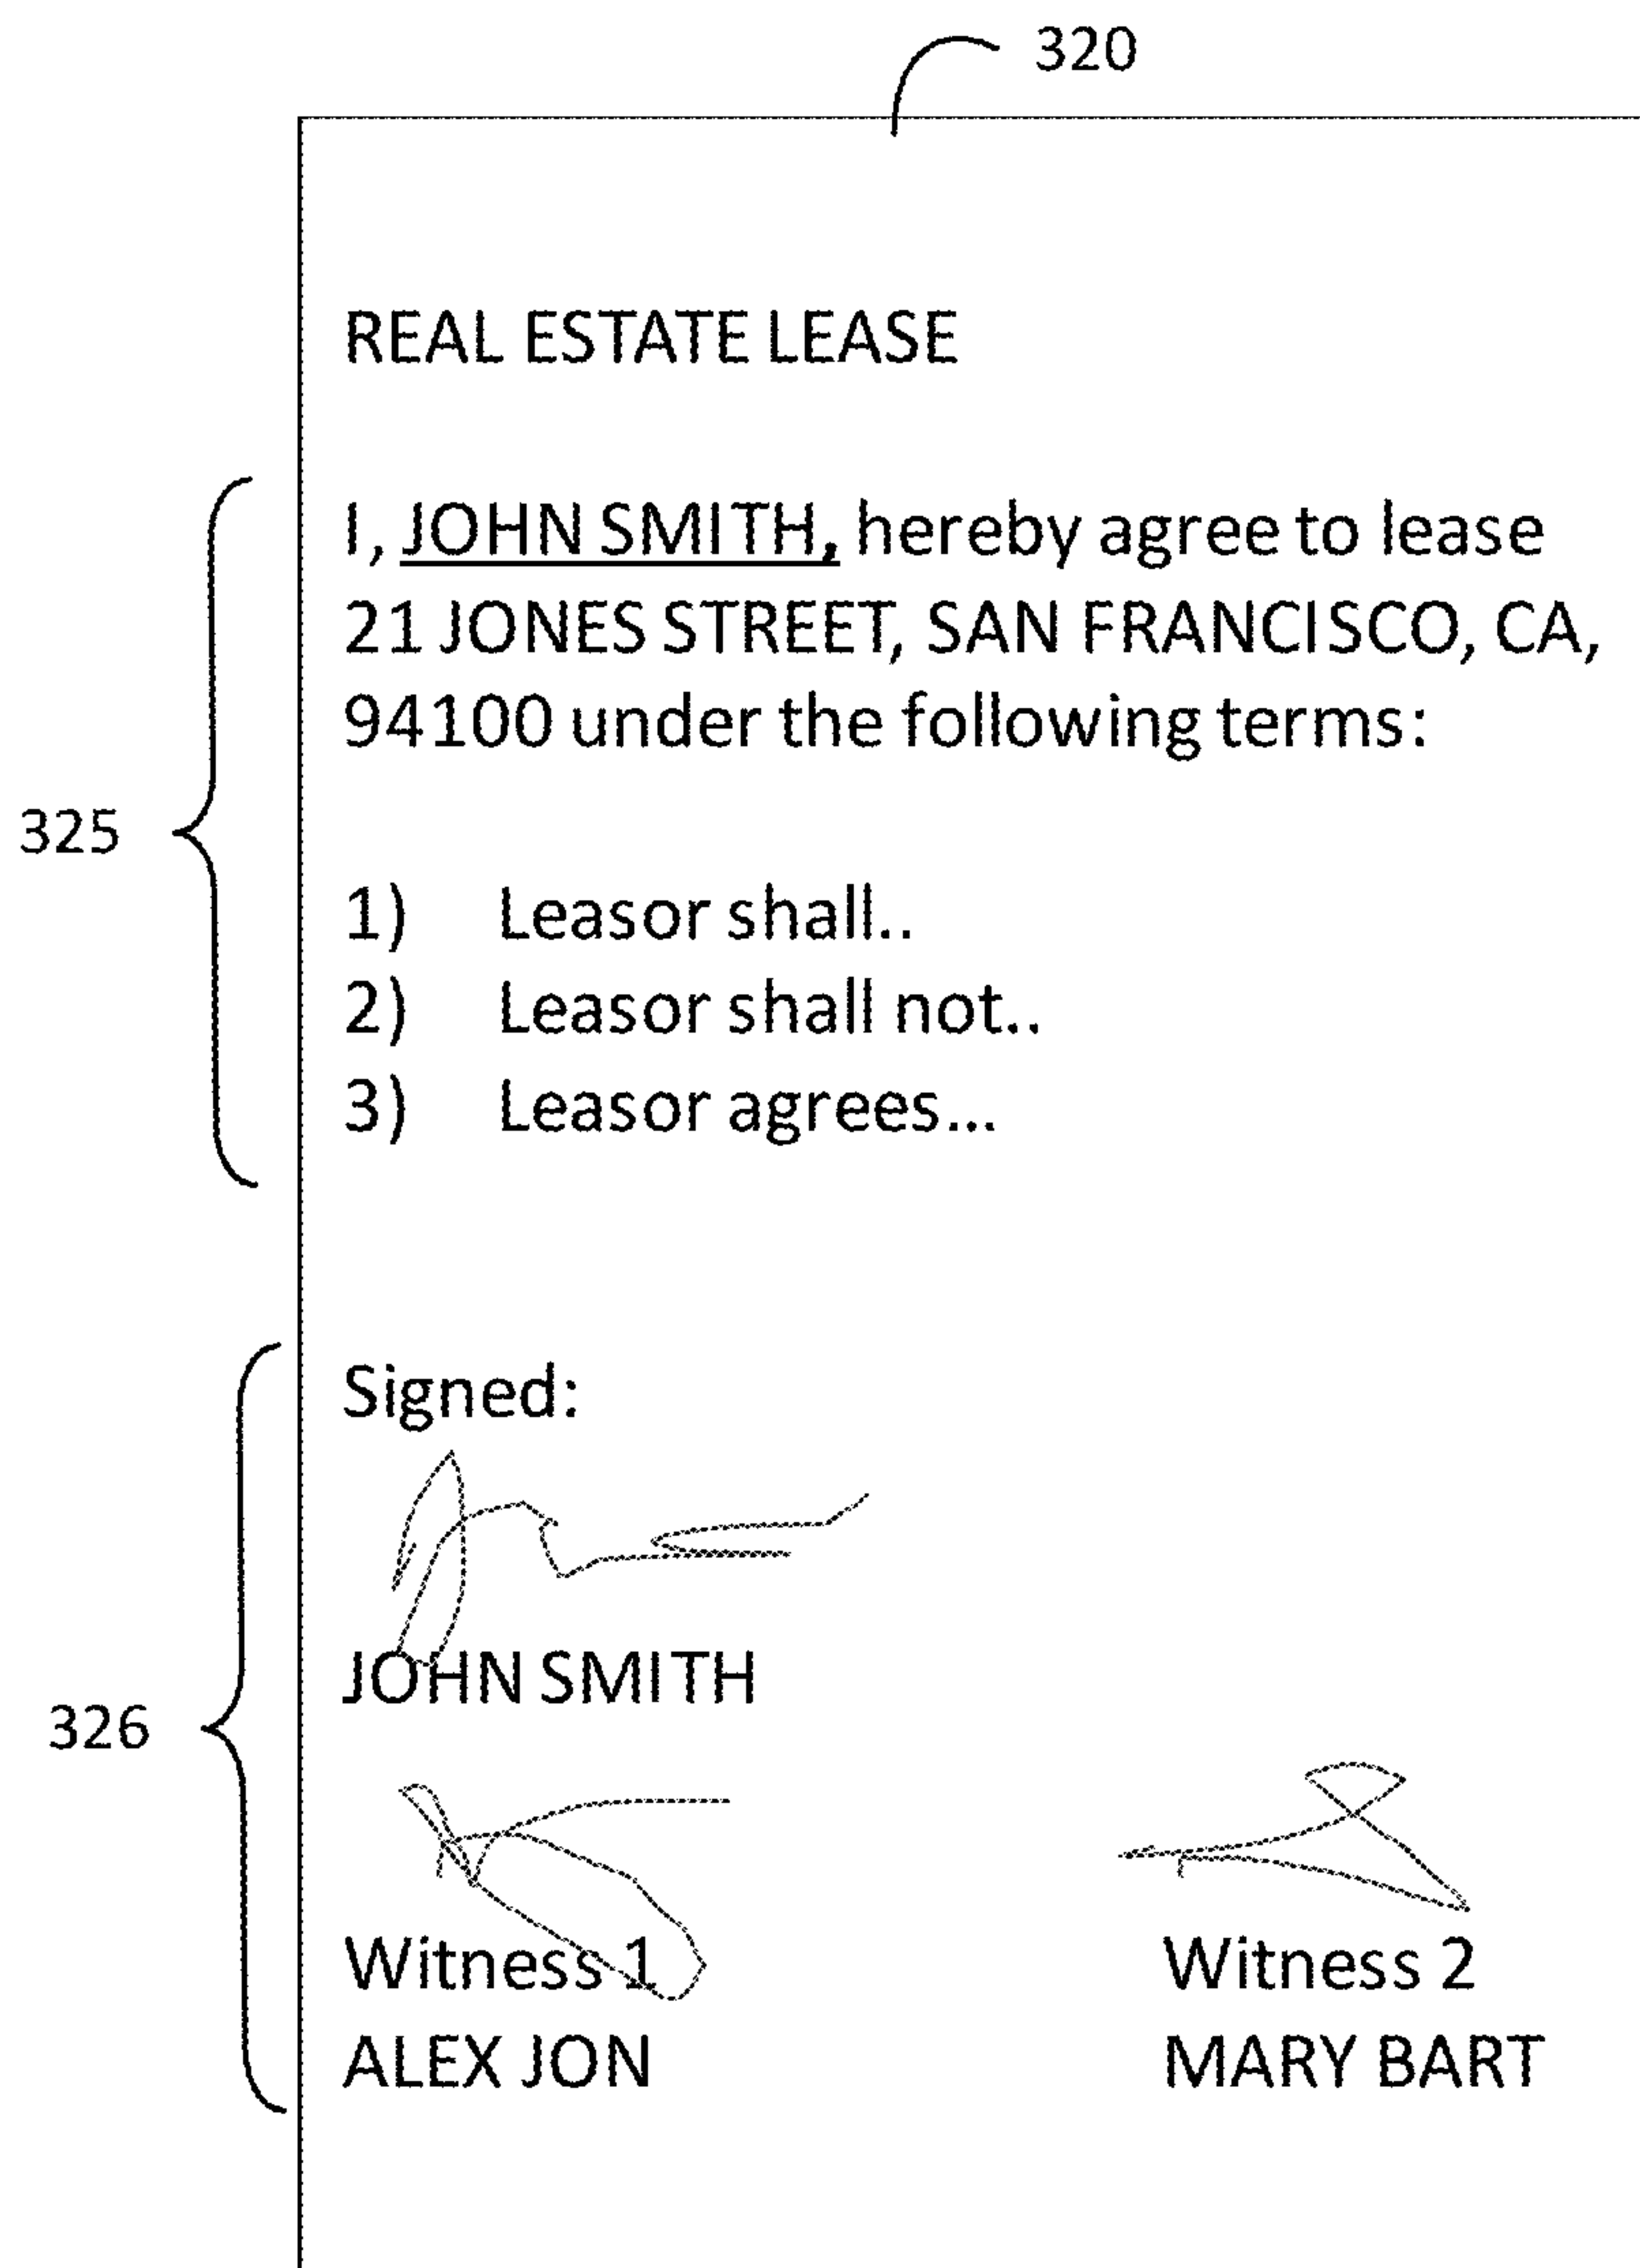 320
REAL ESTATE LEASE
I, JOHN SMITH, hereby agree to lease
21 JONES STREET, SAN FRANCISCO, CA,
94100 under the following terms:
325
1) Leasor shall..
2) Leasor shall not..
3) Leasor agrees...
Signed:
JOHN SMITH
326
Witness 1 Witness 2
ALEX JON MARY BART